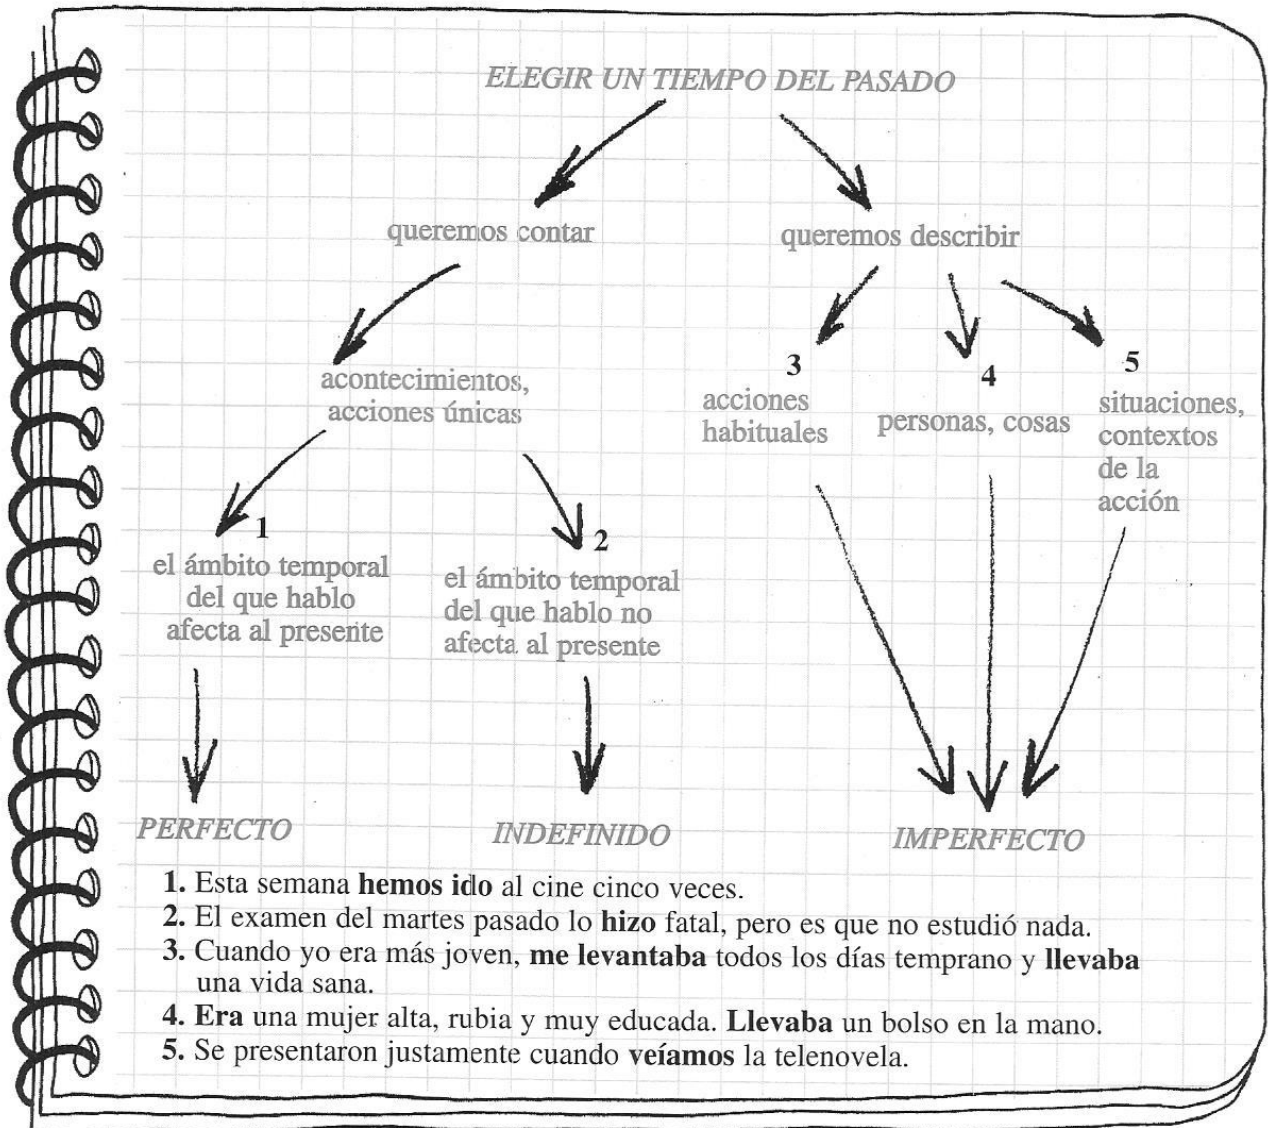 ELEGIR UN TIEMPO DEL PASADO
queremos contar
queremos describir
acontecimientos,
acciones únicas
3
acciones
habituales
4
personas, cosas
5
situaciones,
contextos
de la
acción
1
el ámbito temporal
del que hablo
afecta al presente
2
el ámbito temporal
del que hablo no
afecta al presente
PERFECTO
INDEFINIDO
IMPERFECTO
1. Esta semana hemos ido al cine cinco veces.
2. El examen del martes pasado lo hizo fatal, pero es que no estudió nada.
3. Cuando yo era más joven, me levantaba todos los días temprano y llevaba
una vida sana.
4. Era una mujer alta, rubia y muy educada. Llevaba un bolso en la mano.
5. Se presentaron justamente cuando veíamos la telenovela.